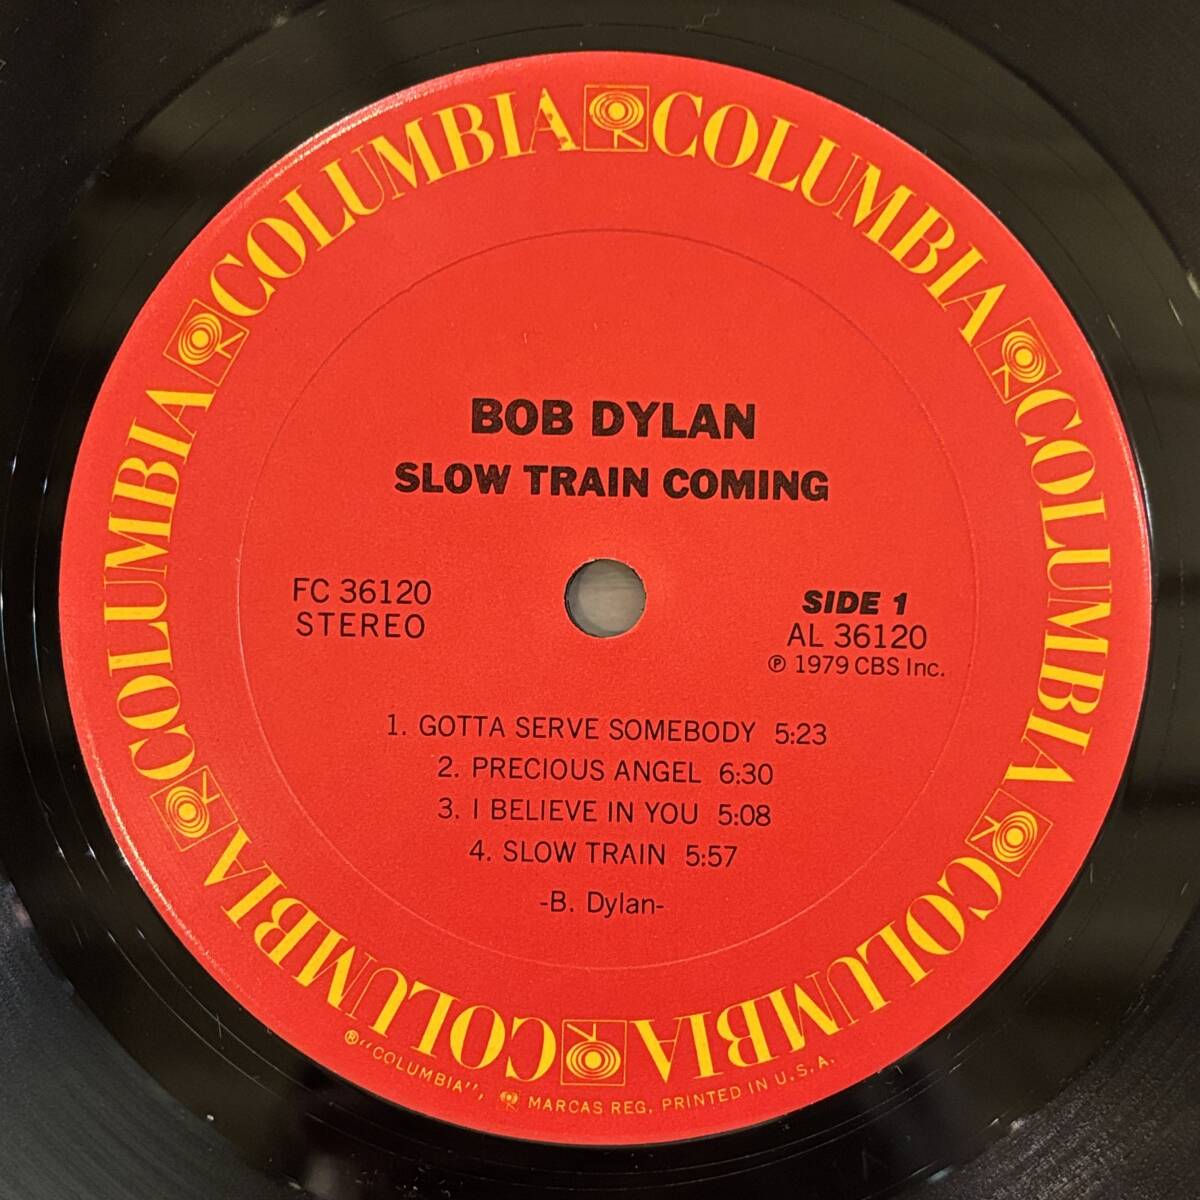 COLUMBIA COLUMBIA COLUMBIA COLUMBIA COLUMBIA COLUMBIA
BOB DYLAN
SLOW TRAIN COMING
FC 36120
STEREO
SIDE 1
AL 36120
℗ 1979 CBS Inc.
1. GOTTA SERVE SOMEBODY 5:23
2. PRECIOUS ANGEL 6:30
3. I BELIEVE IN YOU 5:08
4. SLOW TRAIN 5:57
-B. Dylan-
®"COLUMBIA", MARCAS REG. PRINTED IN U.S.A.